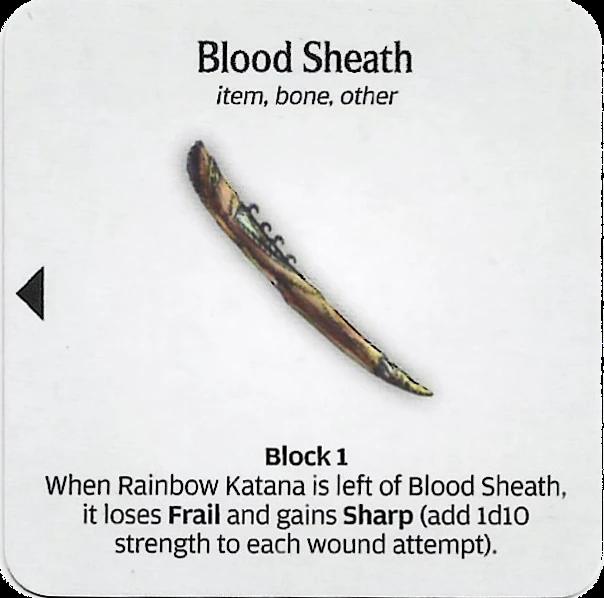 Blood Sheath
item, bone, other
Block 1
When Rainbow Katana is left of Blood Sheath,
it loses Frail and gains Sharp (add 1d10
strength to each wound attempt).